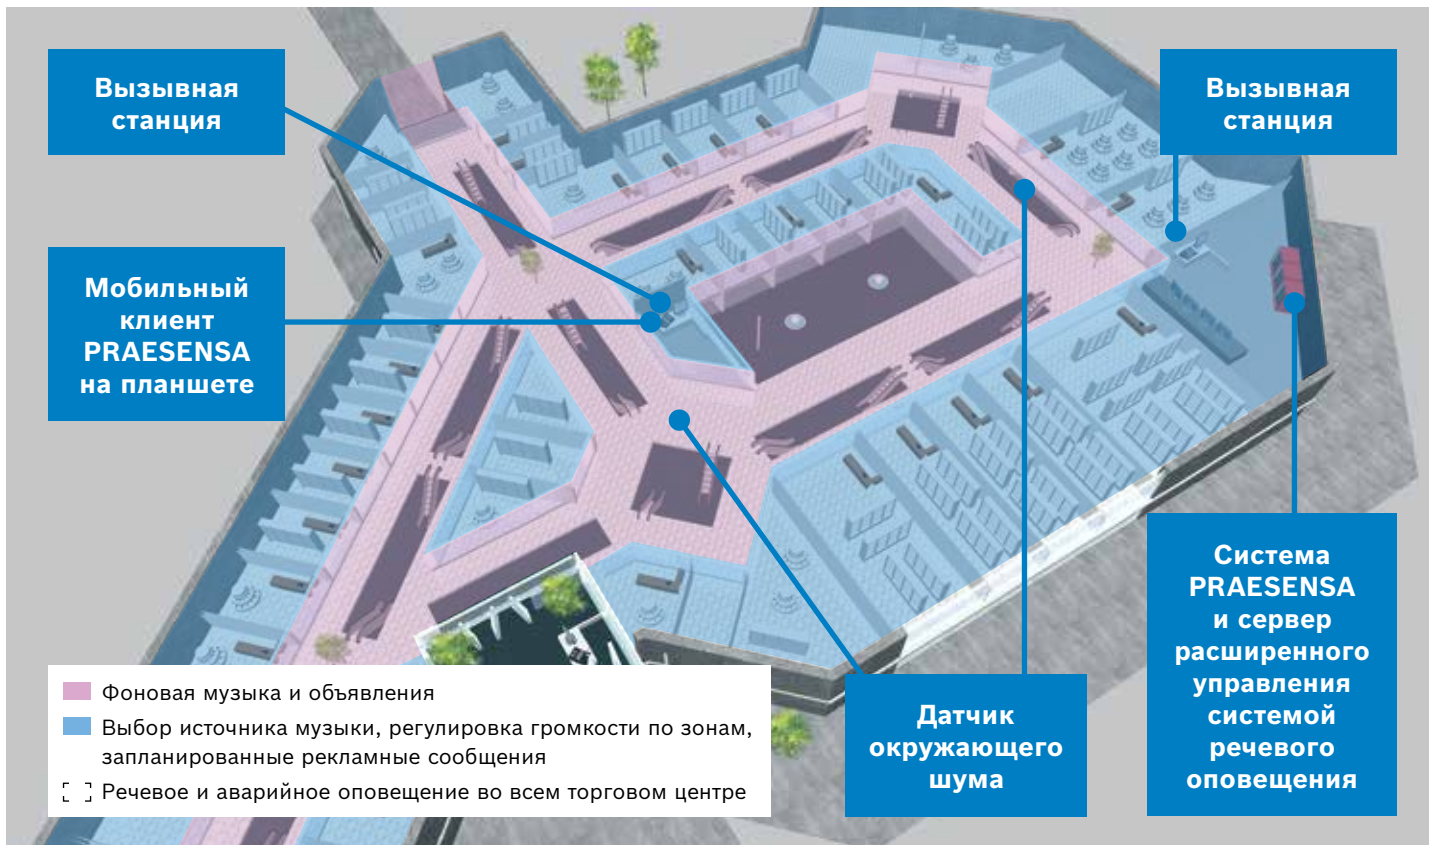 Вызывная
станция
Вызывная
станция
Мобильный
клиент
PRAESENSA
на планшете
Датчик
окружающего
шума
Система
PRAESENSA
и сервер
расширенного
управления
системой
речевого
оповещения
Фоновая музыка и объявления
Выбор источника музыки, регулировка громкости по зонам,
запланированные рекламные сообщения
Речевое и аварийное оповещение во всем торговом центре